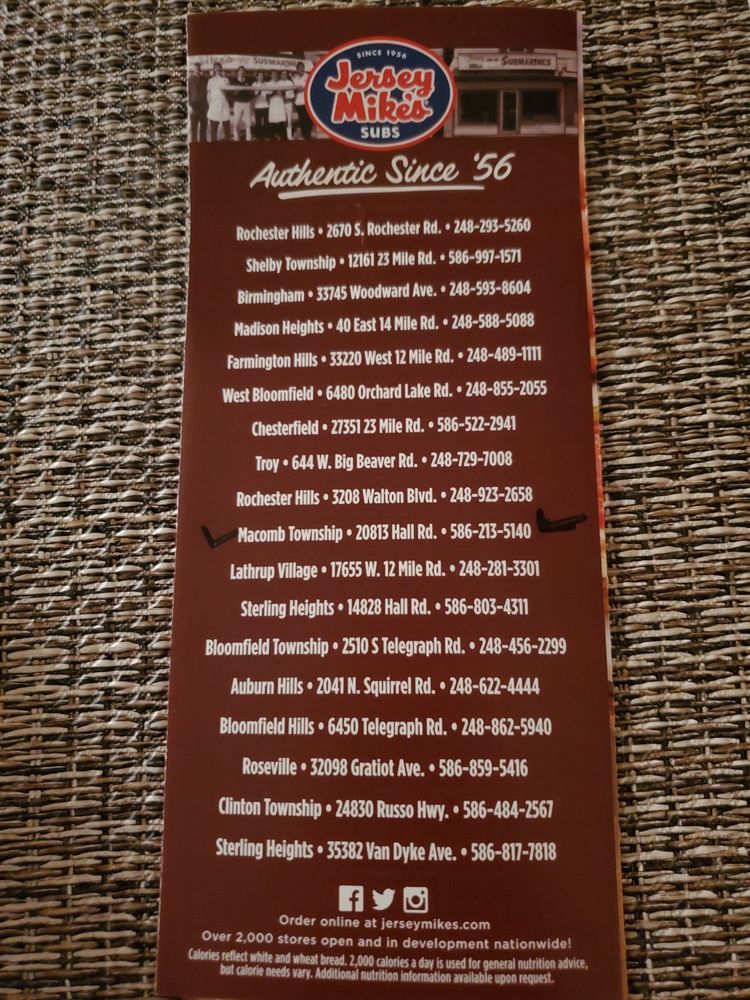 SUBMARINES
SUBMARINES
SINCE 1956
Jersey
Mike's
SUBS
Authentic Since '56
Rochester Hills • 2670 S. Rochester Rd. • 248-293-5260
Shelby Township • 12161 23 Mile Rd. • 586-997-1571
Birmingham • 33745 Woodward Ave. • 248-593-8604
Madison Heights • 40 East 14 Mile Rd. • 248-588-5088
Farmington Hills • 33220 West 12 Mile Rd. • 248-489-1111
West Bloomfield • 6480 Orchard Lake Rd. • 248-855-2055
Chesterfield • 27351 23 Mile Rd. • 586-522-2941
Troy • 644 W. Big Beaver Rd. • 248-729-7008
Rochester Hills • 3208 Walton Blvd. • 248-923-2658
Macomb Township • 20813 Hall Rd. • 586-213-5140
Lathrup Village • 17655 W. 12 Mile Rd. • 248-281-3301
Sterling Heights • 14828 Hall Rd. • 586-803-4311
Bloomfield Township • 2510 S Telegraph Rd. • 248-456-2299
Auburn Hills • 2041 N. Squirrel Rd. • 248-622-4444
Bloomfield Hills • 6450 Telegraph Rd. • 248-862-5940
Roseville • 32098 Gratiot Ave. • 586-859-5416
Clinton Township • 24830 Russo Hwy. • 586-484-2567
Sterling Heights • 35382 Van Dyke Ave. • 586-817-7818
Order online at jerseymikes.com
Over 2,000 stores open and in development nationwide!
Calories reflect white and wheat bread. 2,000 calories a day is used for general nutrition advice,
but calorie needs vary. Additional nutrition information available upon request.